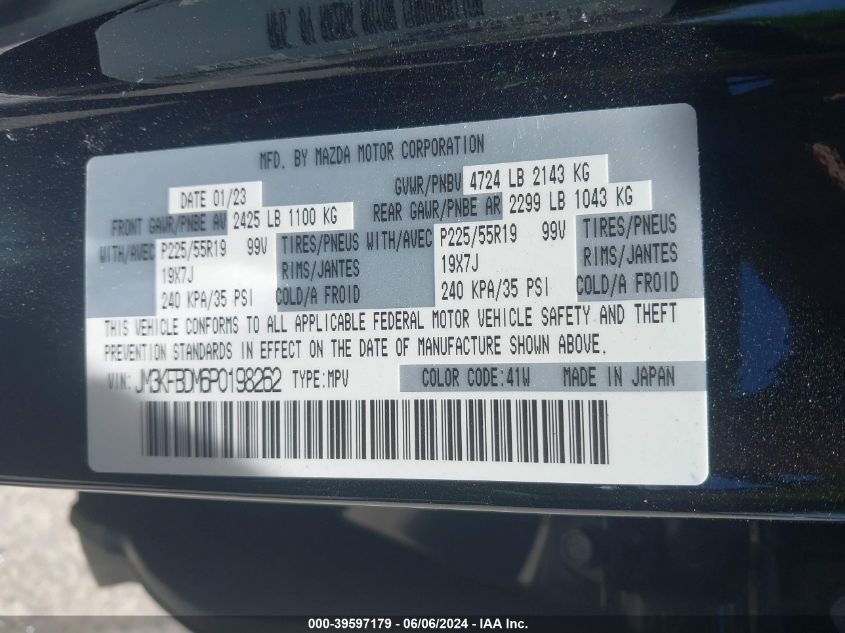 MFD. BY MAZDA MOTOR CORPORATION
DATE 01/23 GVWR/PNBV 4724 LB 2143 KG
FRONT GAWR/PNBE AV 2425 LB 1100 KG REAR GAWR/PNBE AR 2299 LB 1043 KG
WITH/AVEC P225/55R19 99V TIRES/PNEUS WITH/AVEC P225/55R19 99V TIRES/PNEUS
19X7J RIMS/JANTES 19X7J RIMS/JANTES
240 KPA/35 PSI COLD/A FROID 240 KPA/35 PSI COLD/A FROID
THIS VEHICLE CONFORMS TO ALL APPLICABLE FEDERAL MOTOR VEHICLE SAFETY AND THEFT
PREVENTION STANDARDS IN EFFECT ON THE DATE OF MANUFACTURE SHOWN ABOVE.
VIN: JM3KFBDM6P0198262 TYPE:MPV COLOR CODE:41W MADE IN JAPAN
000-39597179 - 06/06/2024 - IAA Inc.